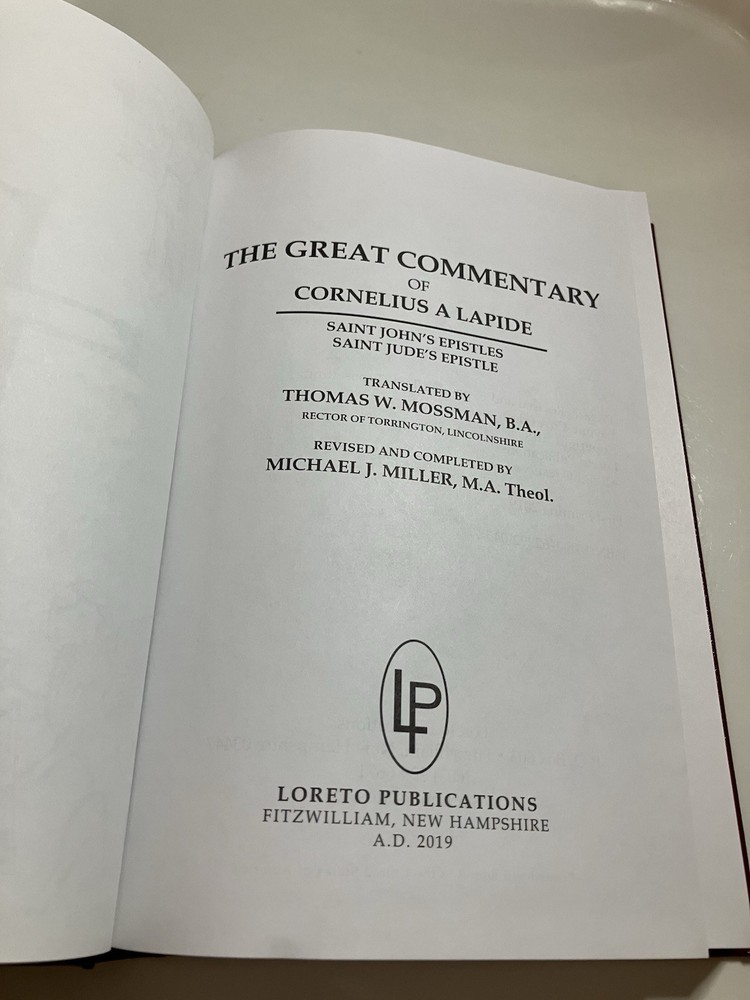 THE GREAT COMMENTARY
OF
CORNELIUS A LAPIDE
SAINT JOHN'S EPISTLES
SAINT JUDE'S EPISTLE
TRANSLATED BY
THOMAS W. MOSSMAN, B.A.,
RECTOR OF TORRINGTON, LINCOLNSHIRE
REVISED AND COMPLETED BY
MICHAEL J. MILLER, M.A. Theol.
LP
LORETO PUBLICATIONS
FITZWILLIAM, NEW HAMPSHIRE
A.D. 2019